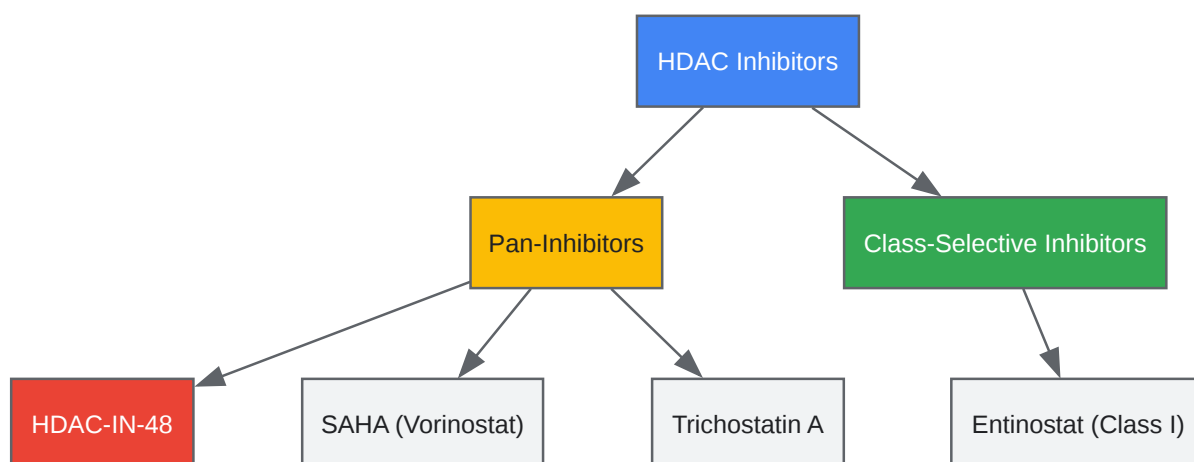 HDAC Inhibitors
Pan-Inhibitors
Class-Selective Inhibitors
HDAC-IN-48
SAHA (Vorinostat)
Trichostatin A
Entinostat (Class I)